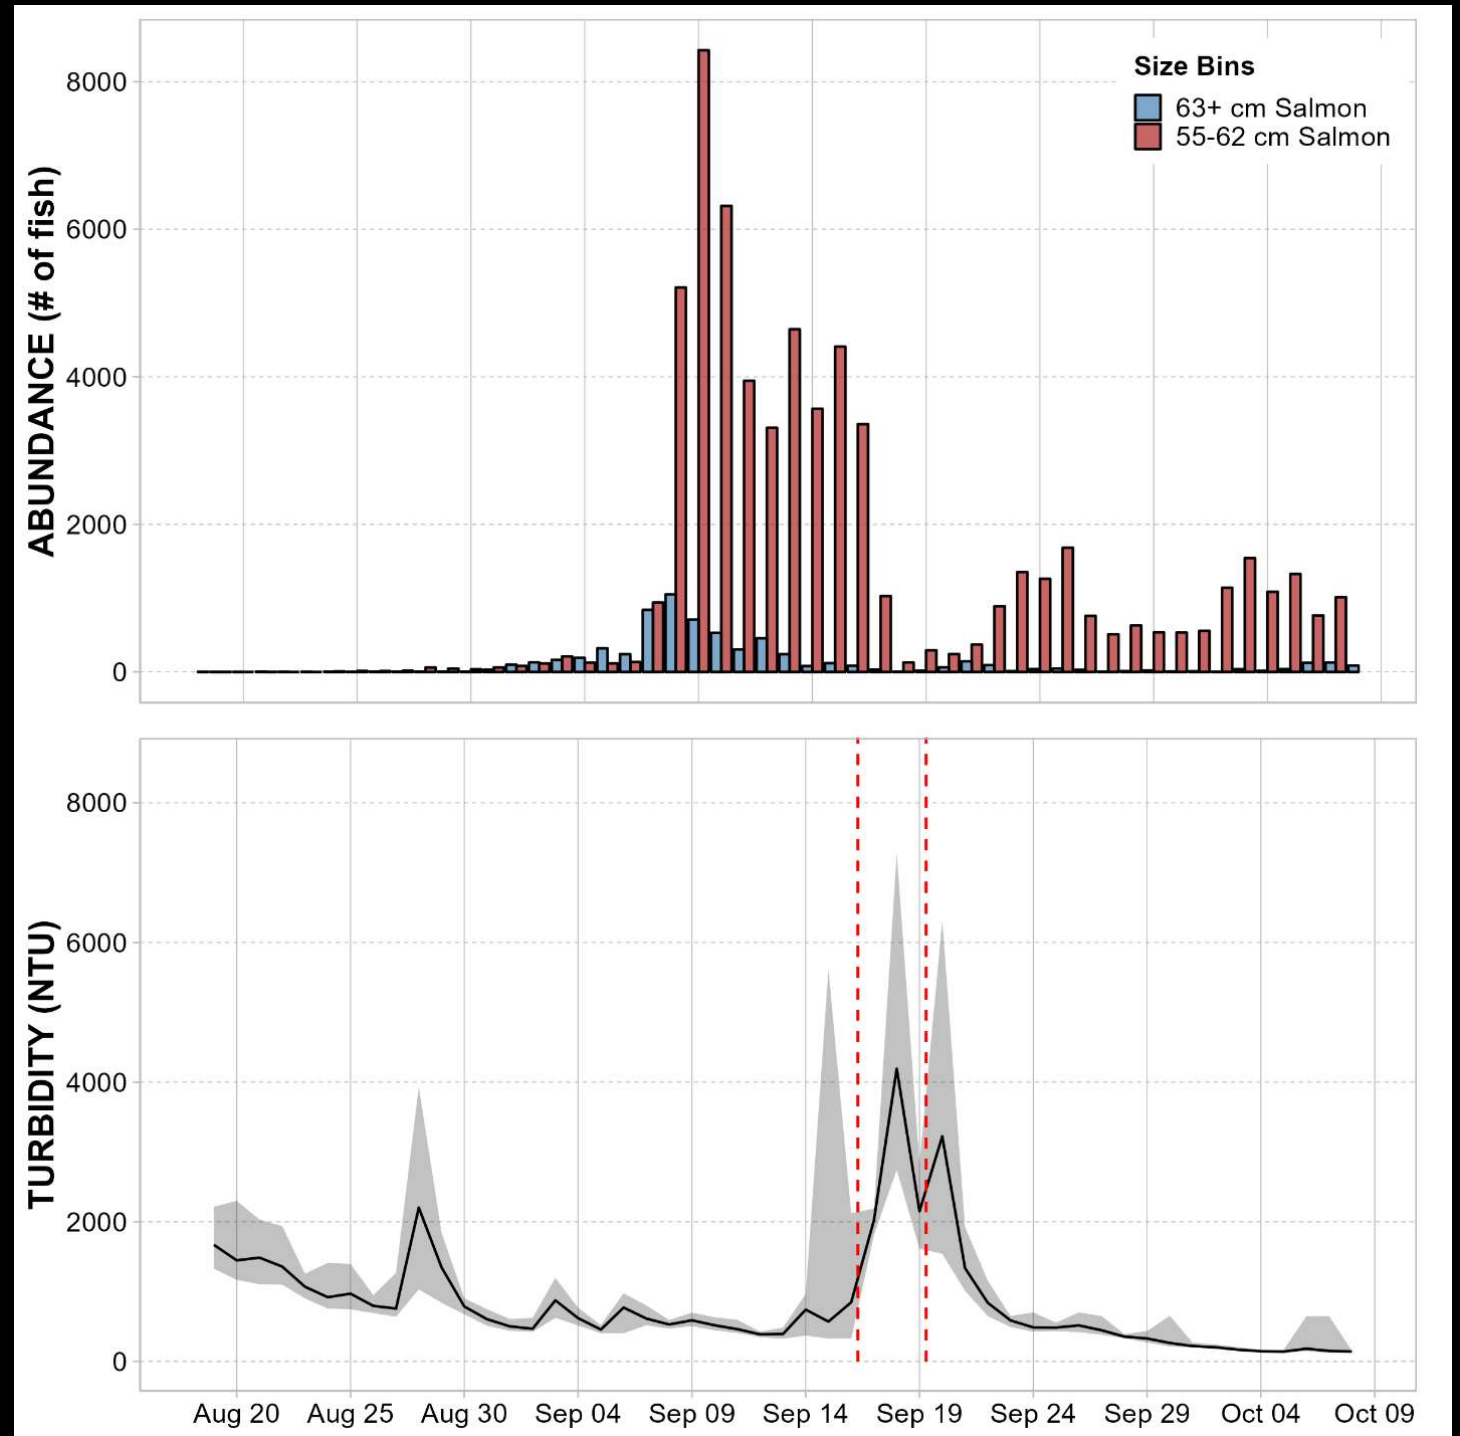 ABUNDANCE (# of fish)
8000
6000
4000
2000
0
Size Bins
63+ cm Salmon
55-62 cm Salmon
TURBIDITY (NTU)
8000
6000
4000
2000
0
Aug 20 Aug 25 Aug 30 Sep 04 Sep 09 Sep 14 Sep 19 Sep 24 Sep 29 Oct 04 Oct 09